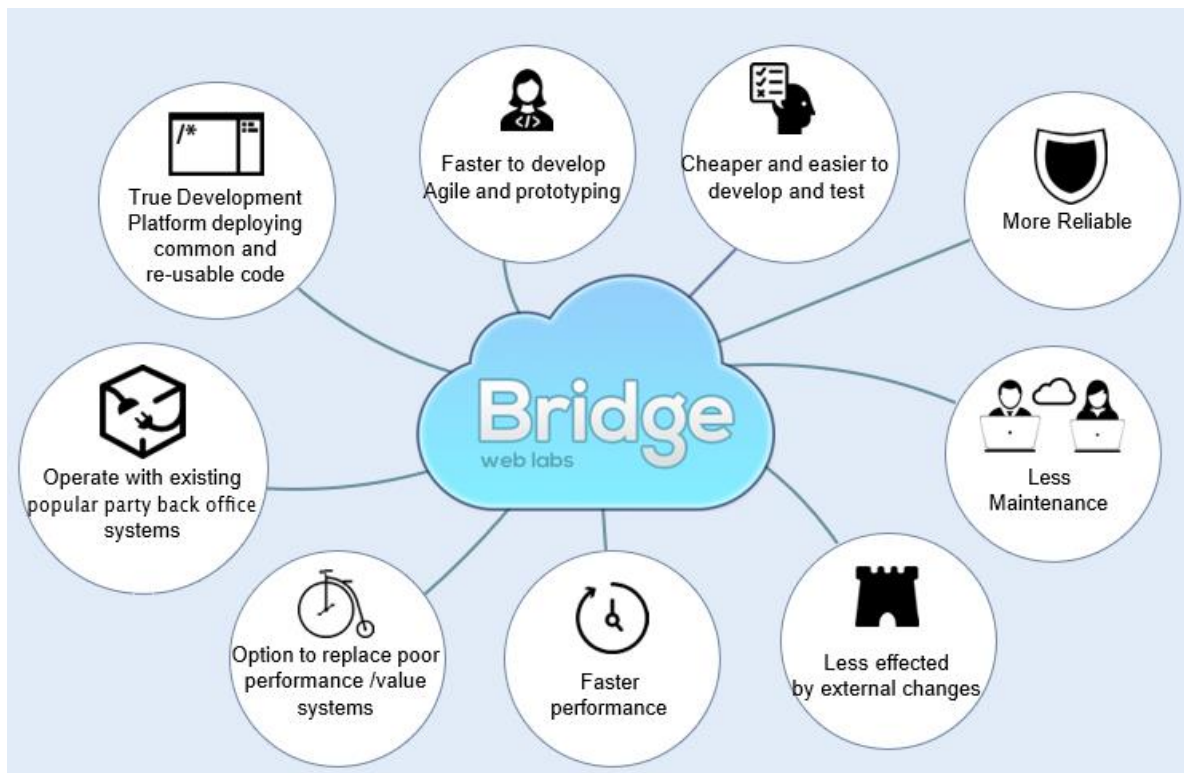 /*
True Development
Platform deploying
common and
re-usable code
</>
Faster to develop
Agile and prototyping
Cheaper and easier to
develop and test
More Reliable
Bridge
web labs
Operate with existing
popular party back office
systems
Less
Maintenance
Option to replace poor
performance /value
systems
Faster
performance
Less effected
by external changes